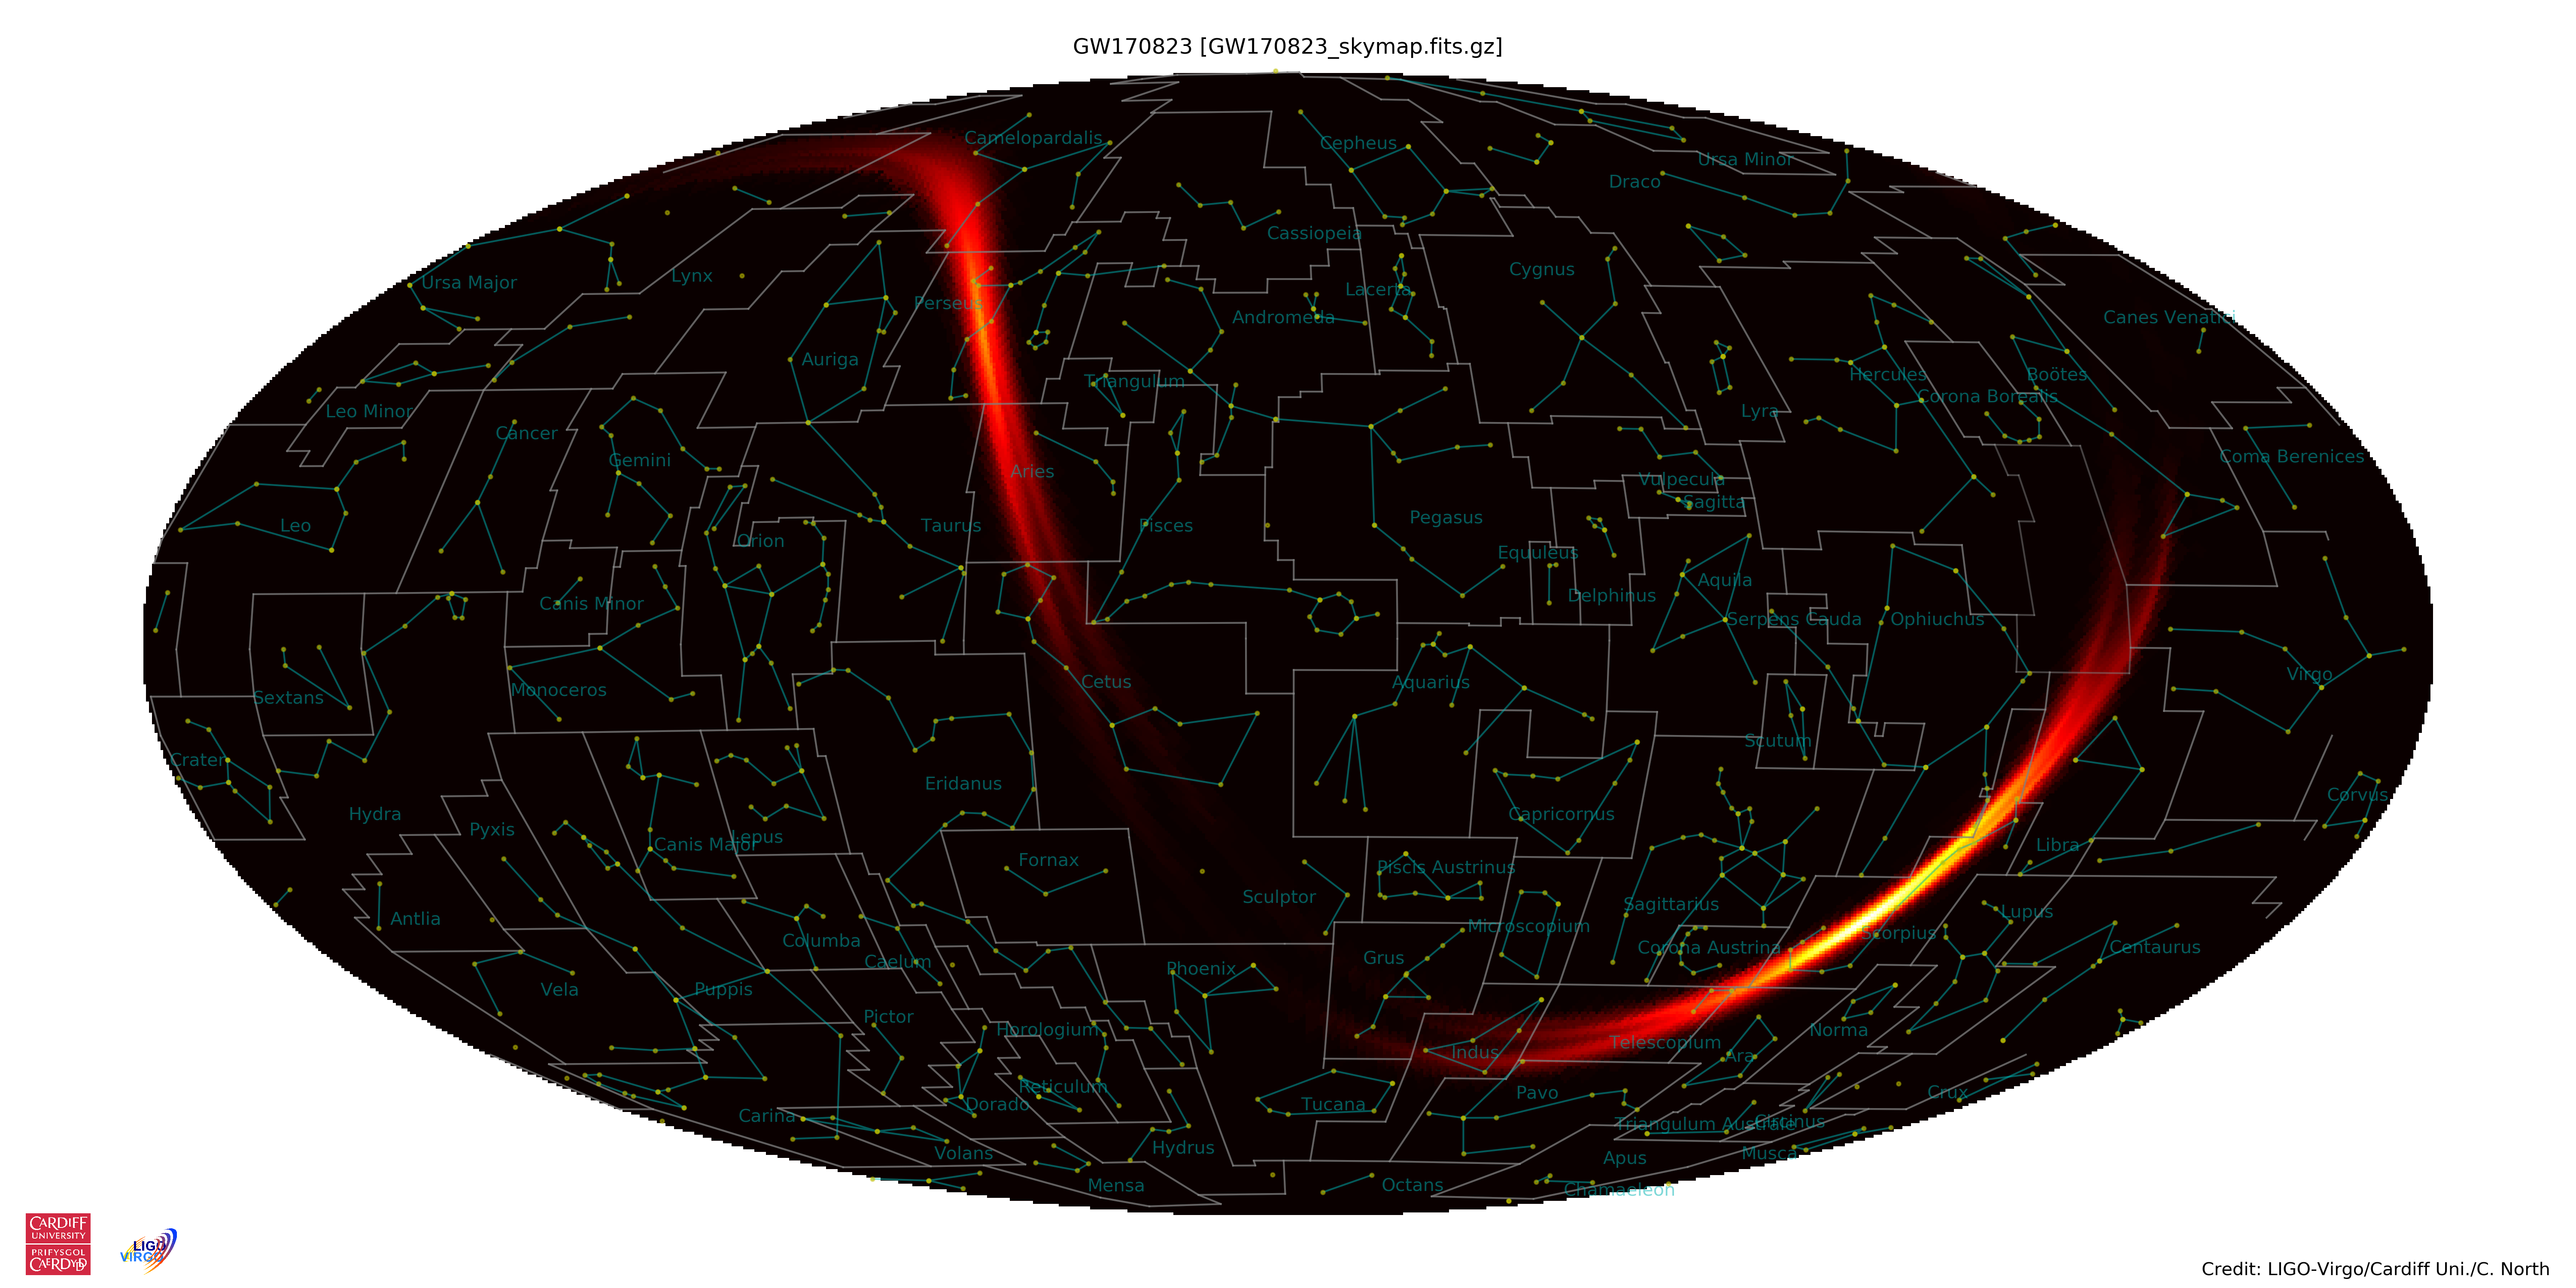 GW170823 [GW170823_skymap.fits.gz]
Camelopardalis
Cepheus
Ursa Minor
Draco
Cassiopeia
Ursa Major
Lynx
Perseus
Andromeda
Lacerta
Cygnus
Canes Venatici
Auriga
Triangulum
Hercules
Boötes
Leo Minor
Lyra
Corona Borealis
Cancer
Gemini
Aries
Vulpecula
Sagitta
Coma Berenices
Leo
Orion
Taurus
Pisces
Pegasus
Equuleus
Canis Minor
Delphinus
Aquila
Serpens Cauda
Ophiuchus
Sextans
Monoceros
Cetus
Aquarius
Virgo
Crater
Scutum
Hydra
Eridanus
Capricornus
Corvus
Pyxis
Canis Major
Lepus
Fornax
Piscis Austrinus
Libra
Antlia
Sculptor
Sagittarius
Lupus
Columba
Microscopium
Scorpius
Caelum
Phoenix
Grus
Corona Austrina
Centaurus
Vela
Puppis
Pictor
Horologium
Indus
Telescopium
Ara
Norma
Reticulum
Dorado
Pavo
Crux
Carina
Tucana
Triangulum Australe
Circinus
Volans
Hydrus
Apus
Musca
Mensa
Octans
Chamaeleon
CARDIFF
UNIVERSITY
PRIFYSGOL
CAERDYDD
LIGO
VIRGO
Credit: LIGO-Virgo/Cardiff Uni./C. North